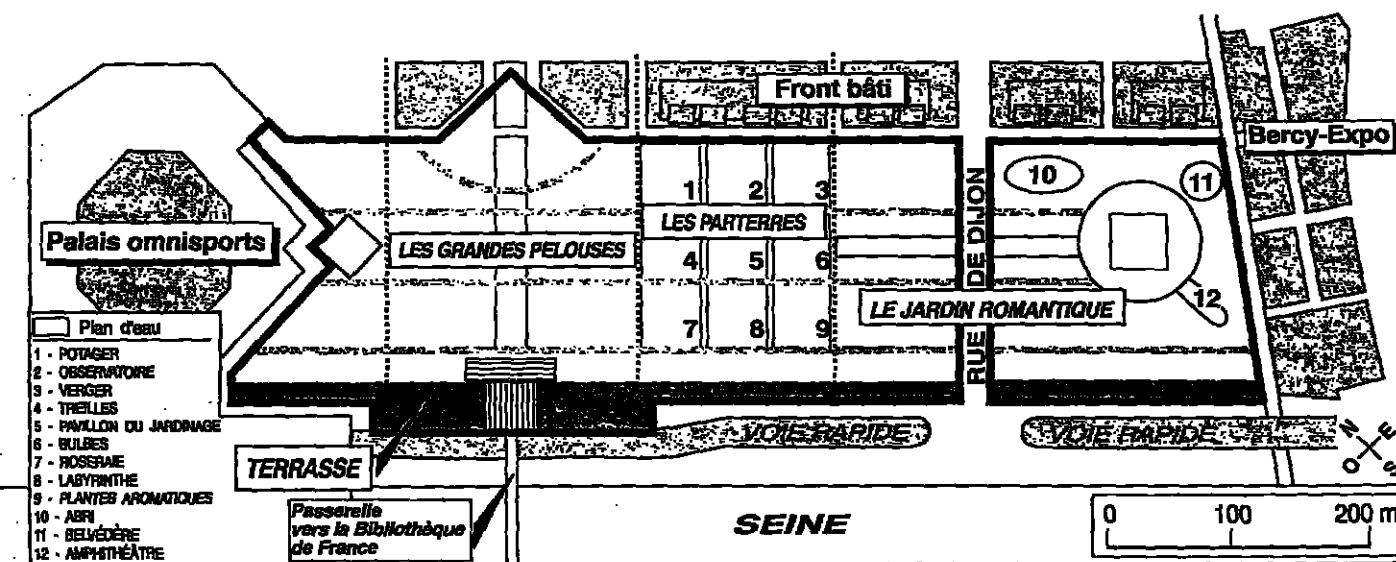 Front bâti
Bercy-Expo
Palais omnisports
LES GRANDES PELOUSES
1 2 3
LES PARTERRES
4 5 6
7 8 9
10
11
12
RUE DE DIJON
LE JARDIN ROMANTIQUE
Plan d'eau
1 - POTAGER
2 - OBSERVATOIRE
3 - VERGER
4 - TREILLES
5 - PAVILLON DU JARDINAGE
6 - BULBES
7 - ROSERAIE
8 - LABYRINTHE
9 - PLANTES AROMATIQUES
10 - ABRI
11 - BELVÉDÈRE
12 - AMPHITHÉÂTRE
TERRASSE
VOIE RAPIDE
VOIE RAPIDE
Passerelle
vers la Bibliothèque
de France
SEINE
N E
O S
0 100 200 m